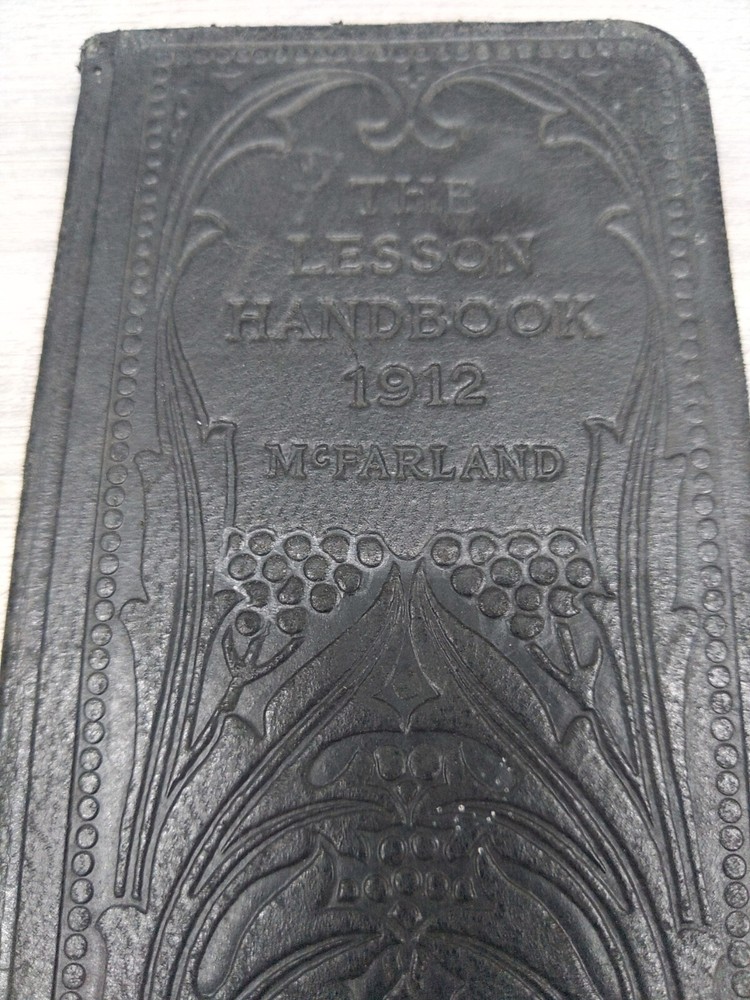 THE
LESSON
HANDBOOK
1912
McFARLAND